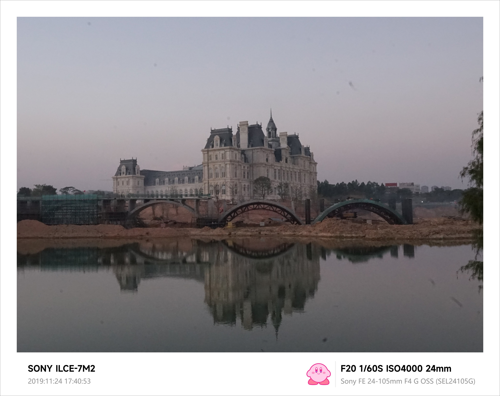 SONY ILCE-7M2
2019:11:24 17:40:53
F20 1/60S ISO4000 24mm
Sony FE 24-105mm F4 G OSS (SEL24105G)